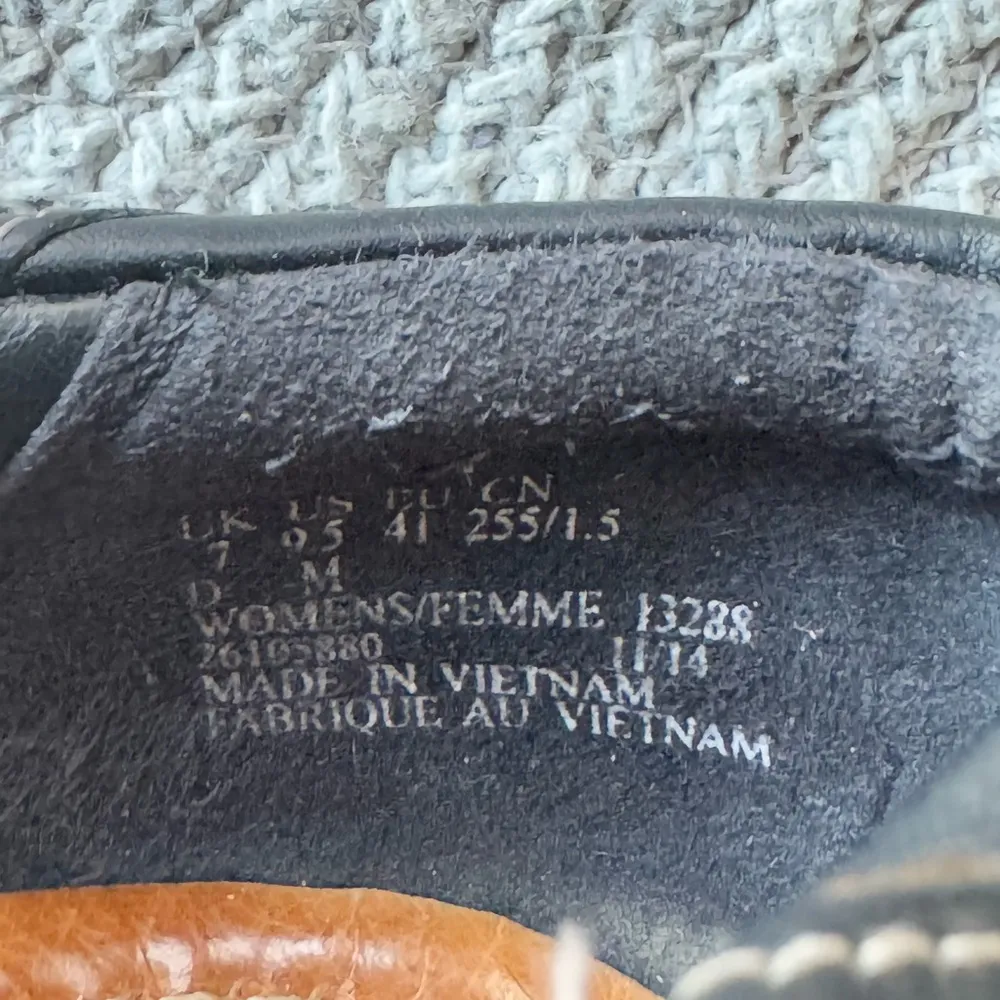 UK US EU CN
7 9.5 41 255/1.5
D M
WOMENS/FEMME 13288
26105880 11/14
MADE IN VIETNAM
FABRIQUE AU VIETNAM